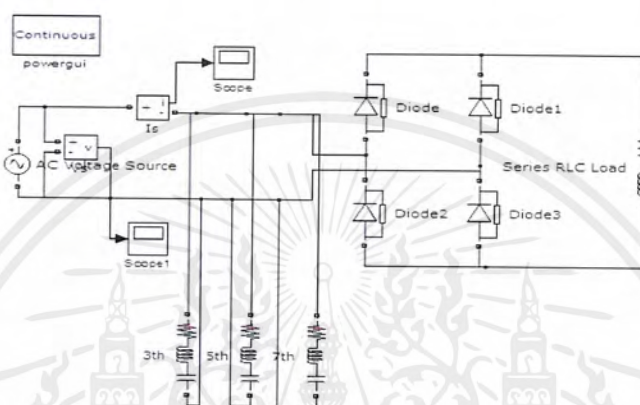 Continuous
powergui
Scope
Is
AC Voltage Source
Scope1
Diode
Diode1
Series RLC Load
Diode2
Diode3
3th
5th
7th